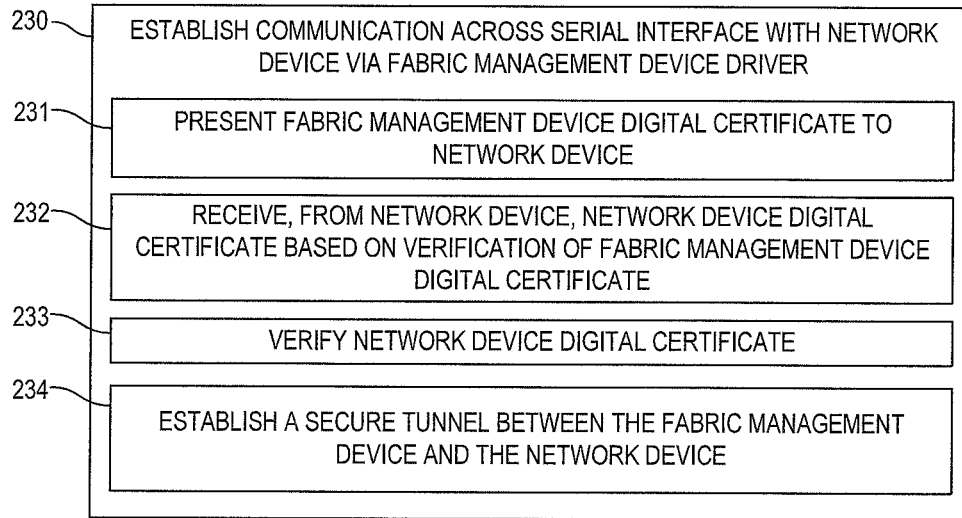 230
ESTABLISH COMMUNICATION ACROSS SERIAL INTERFACE WITH NETWORK
DEVICE VIA FABRIC MANAGEMENT DEVICE DRIVER
231
PRESENT FABRIC MANAGEMENT DEVICE DIGITAL CERTIFICATE TO
NETWORK DEVICE
232
RECEIVE, FROM NETWORK DEVICE, NETWORK DEVICE DIGITAL
CERTIFICATE BASED ON VERIFICATION OF FABRIC MANAGEMENT DEVICE
DIGITAL CERTIFICATE
233
VERIFY NETWORK DEVICE DIGITAL CERTIFICATE
234
ESTABLISH A SECURE TUNNEL BETWEEN THE FABRIC MANAGEMENT
DEVICE AND THE NETWORK DEVICE